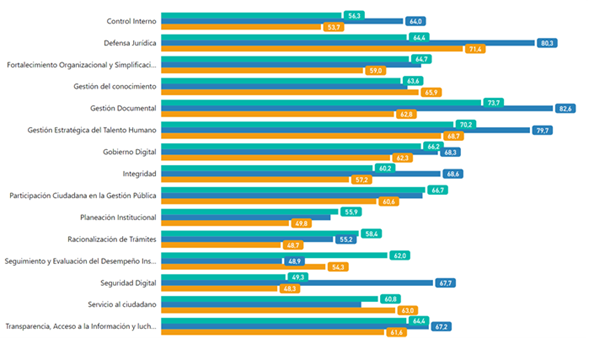 Control Interno
56,3
64,0
53,7
Defensa Jurídica
64,4
80,3
71,4
Fortalecimiento Organizacional y Simplificaci...
64,7
59,0
Gestión del conocimiento
63,6
65,9
Gestión Documental
73,7
82,6
62,8
Gestión Estratégica del Talento Humano
70,2
79,7
68,7
Gobierno Digital
66,2
68,3
62,3
Integridad
60,2
68,6
57,2
Participación Ciudadana en la Gestión Pública
66,7
60,6
Planeación Institucional
55,9
49,8
Racionalización de Trámites
58,4
55,2
48,7
Seguimiento y Evaluación del Desempeño Ins...
62,0
48,9
54,3
Seguridad Digital
49,3
67,7
48,3
Servicio al ciudadano
60,8
63,0
Transparencia, Acceso a la Información y luch...
64,4
67,2
61,6